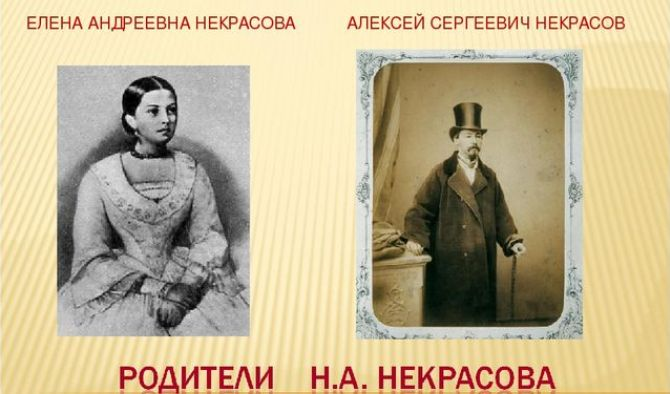 ЕЛЕНА АНДРЕЕВНА НЕКРАСОВА
АЛЕКСЕЙ СЕРГЕЕВИЧ НЕКРАСОВ
РОДИТЕЛИ Н.А. НЕКРАСОВА